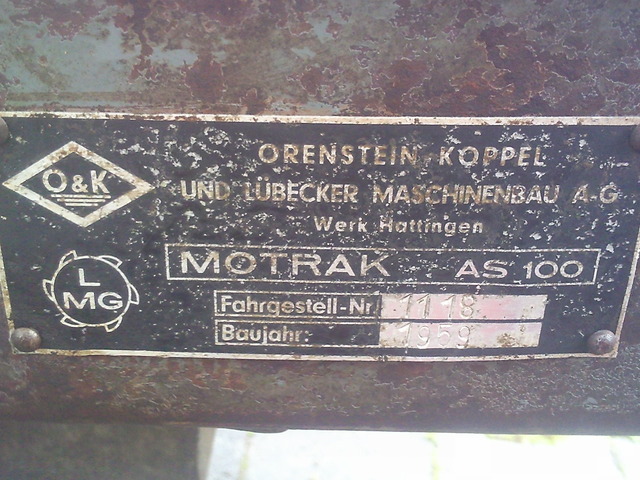 O&K
ORENSTEIN-KOPPEL
UND LÜBECKER MASCHINENBAU A-G
Werk Hattingen
L
MG
MOTRAK AS 100
Fahrgestell-Nr. 1118
Baujahr: 1959